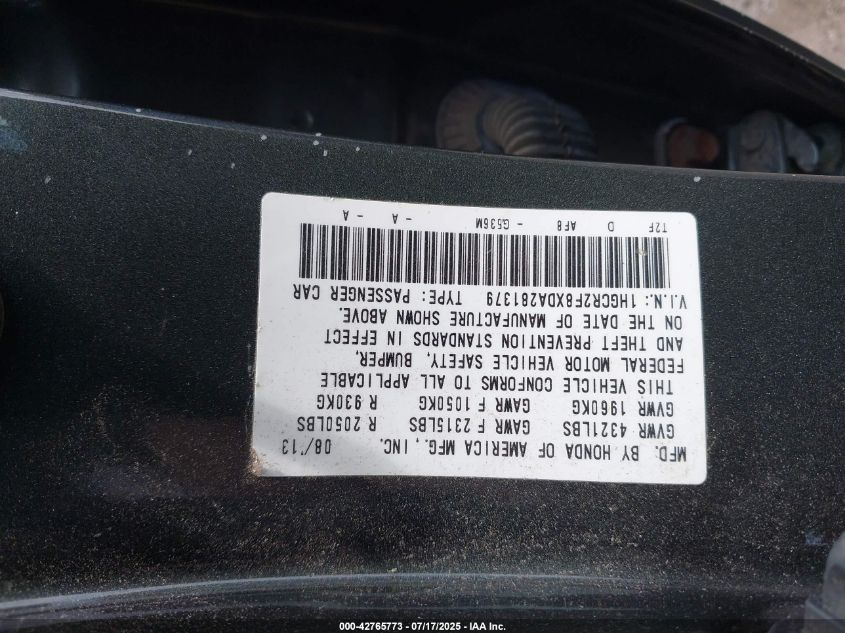 MFD. BY HONDA OF AMERICA MFG., INC. 08/'13
GVWR 4321LBS GAWR F 2315LBS R 2050LBS
GVWR 1960KG GAWR F 1050KG R 930KG
THIS VEHICLE CONFORMS TO ALL APPLICABLE
FEDERAL MOTOR VEHICLE SAFETY, BUMPER,
AND THEFT PREVENTION STANDARDS IN EFFECT
ON THE DATE OF MANUFACTURE SHOWN ABOVE.
V.I.N.: 1HGCR2F8XDA281379 TYPE: PASSENGER CAR
T2F D AF8 - G536M - A - A
000-42765773 - 07/17/2025 - IAA Inc.